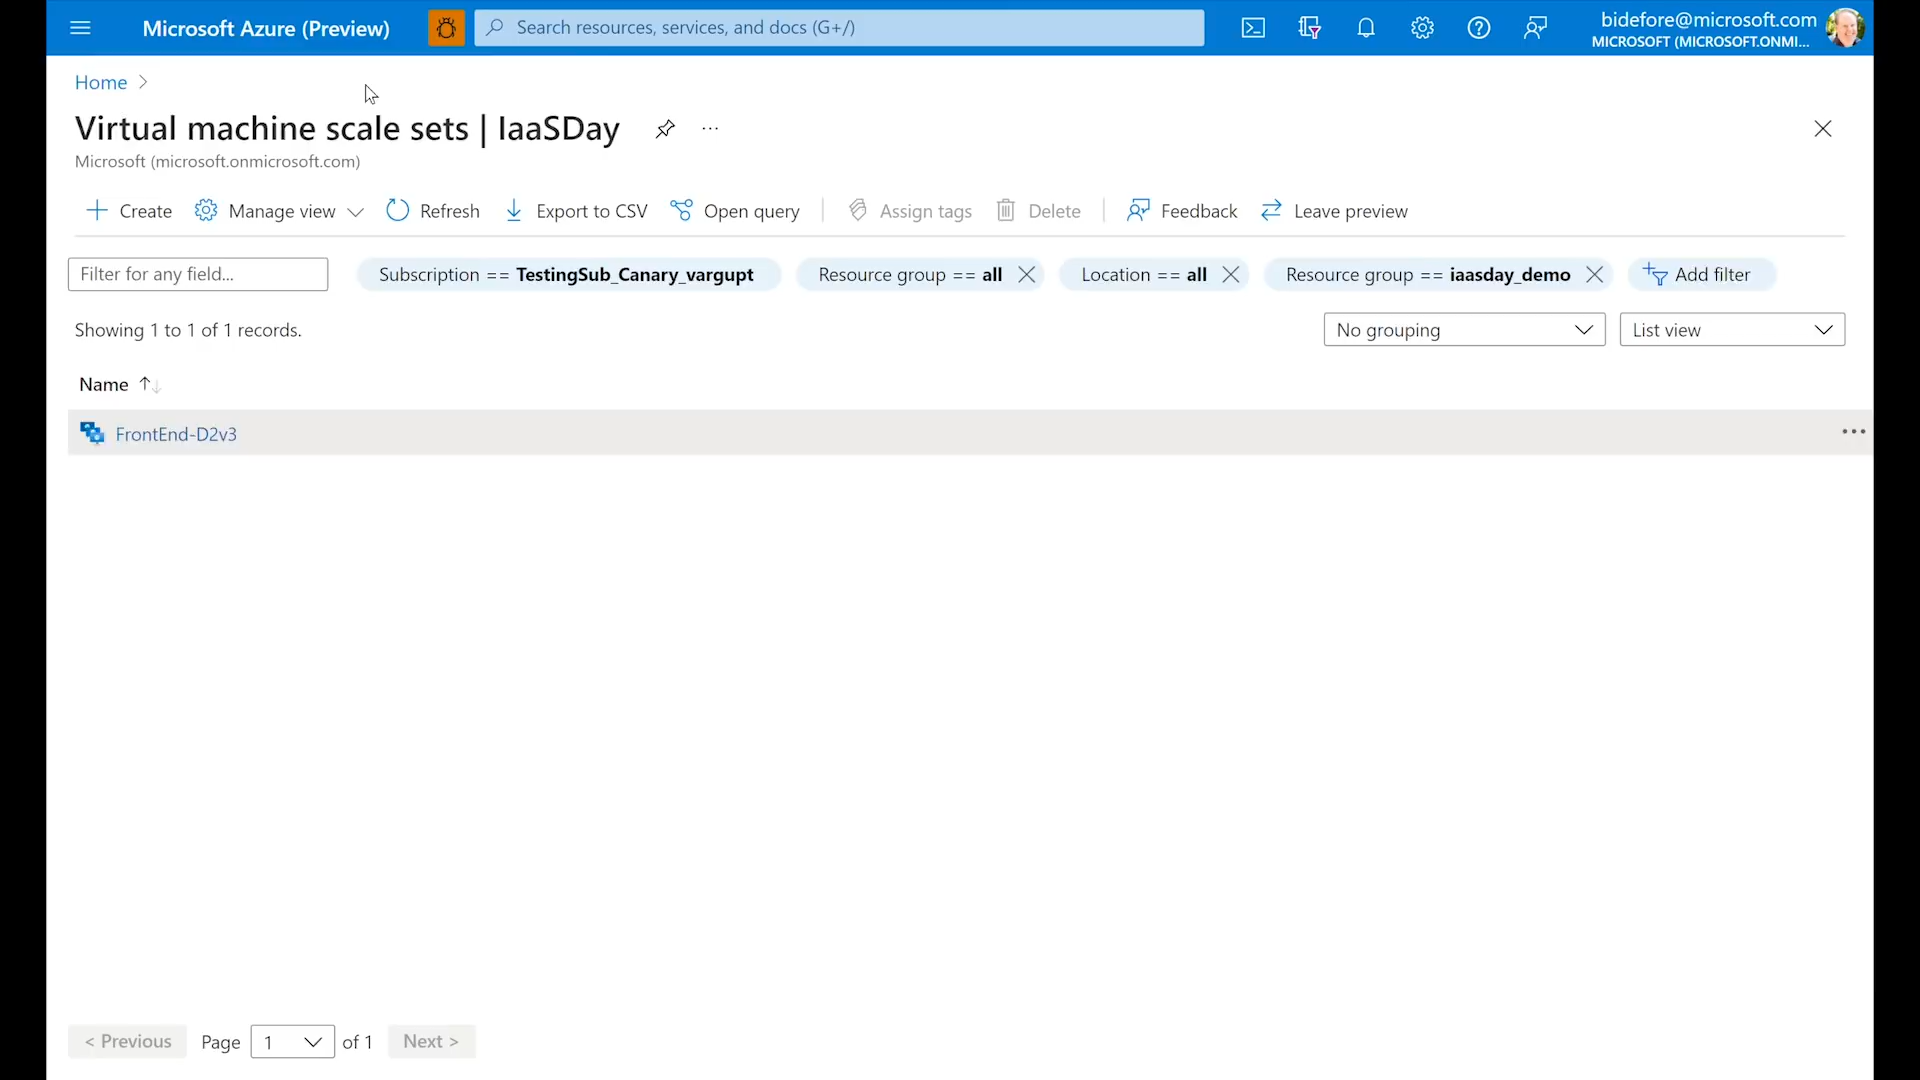 Microsoft Azure (Preview)
Search resources, services, and docs (G+/)
bidefore@microsoft.com
MICROSOFT (MICROSOFT.ONMI...
Home
Virtual machine scale sets | IaaSDay
...
Microsoft (microsoft.onmicrosoft.com)
Create Manage view Refresh Export to CSV Open query Assign tags Delete Feedback Leave preview
Filter for any field... Subscription == TestingSub_Canary_vargupt Resource group == all Location == all Resource group == iaasday_demo Add filter
Showing 1 to 1 of 1 records. No grouping List view
Name
FrontEnd-D2v3
< Previous Page 1 of 1 Next >